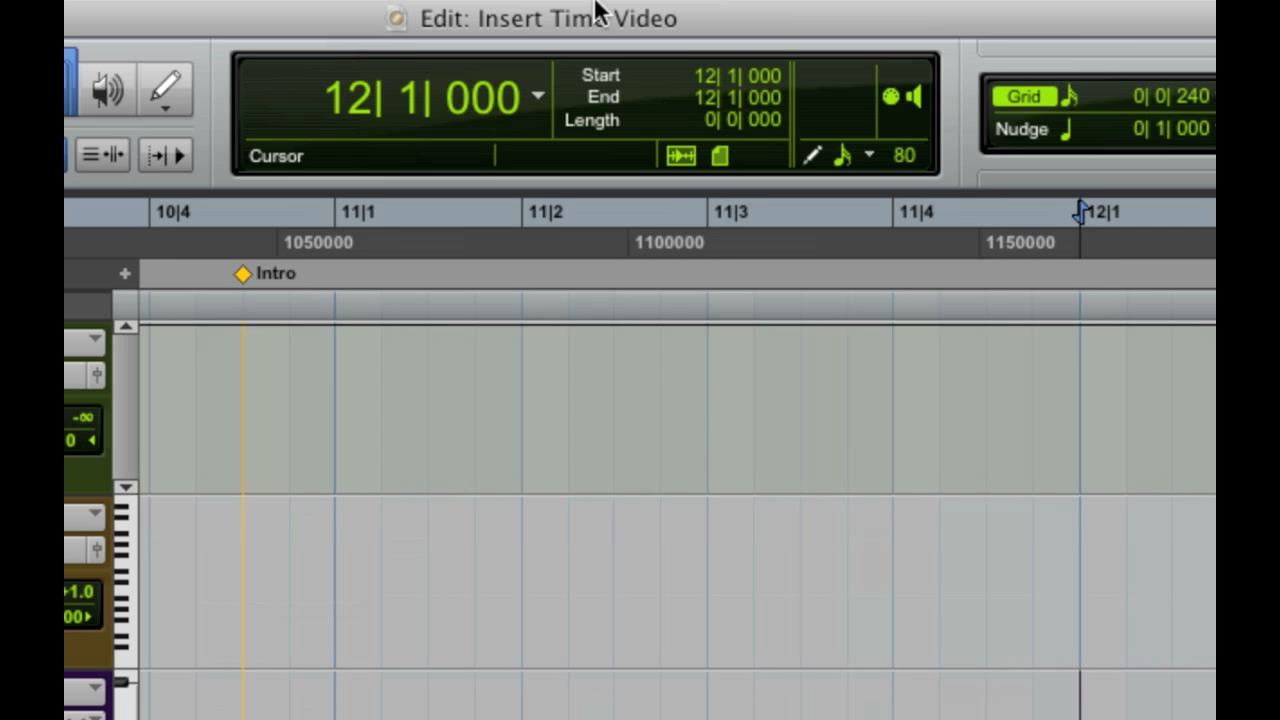 Edit: Insert Time Video
12| 1| 000
Start 12| 1| 000
End 12| 1| 000
Length 0| 0| 000
Cursor
80
Grid 0| 0| 240
Nudge 0| 1| 000
10|4 11|1 11|2 11|3 11|4 12|1
1050000 1100000 1150000
+ Intro
-∞
0
+1.0
00